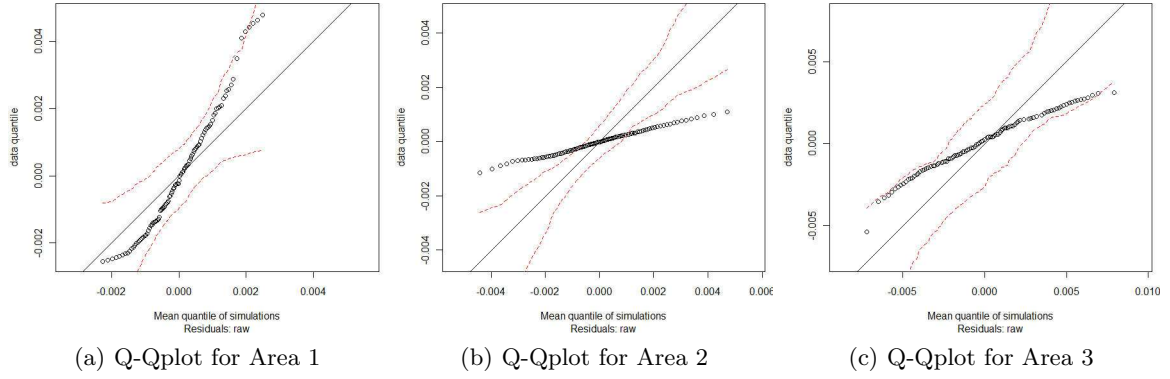 data quantile
0.004
0.002
0.000
-0.002
-0.002 0.000 0.002 0.004
Mean quantile of simulations
Residuals: raw
(a) Q-Qplot for Area 1
data quantile
0.004
0.002
0.000
-0.002
-0.004
-0.004 -0.002 0.000 0.002 0.004 0.006
Mean quantile of simulations
Residuals: raw
(b) Q-Qplot for Area 2
data quantile
0.005
0.000
-0.005
-0.005 0.000 0.005 0.010
Mean quantile of simulations
Residuals: raw
(c) Q-Qplot for Area 3